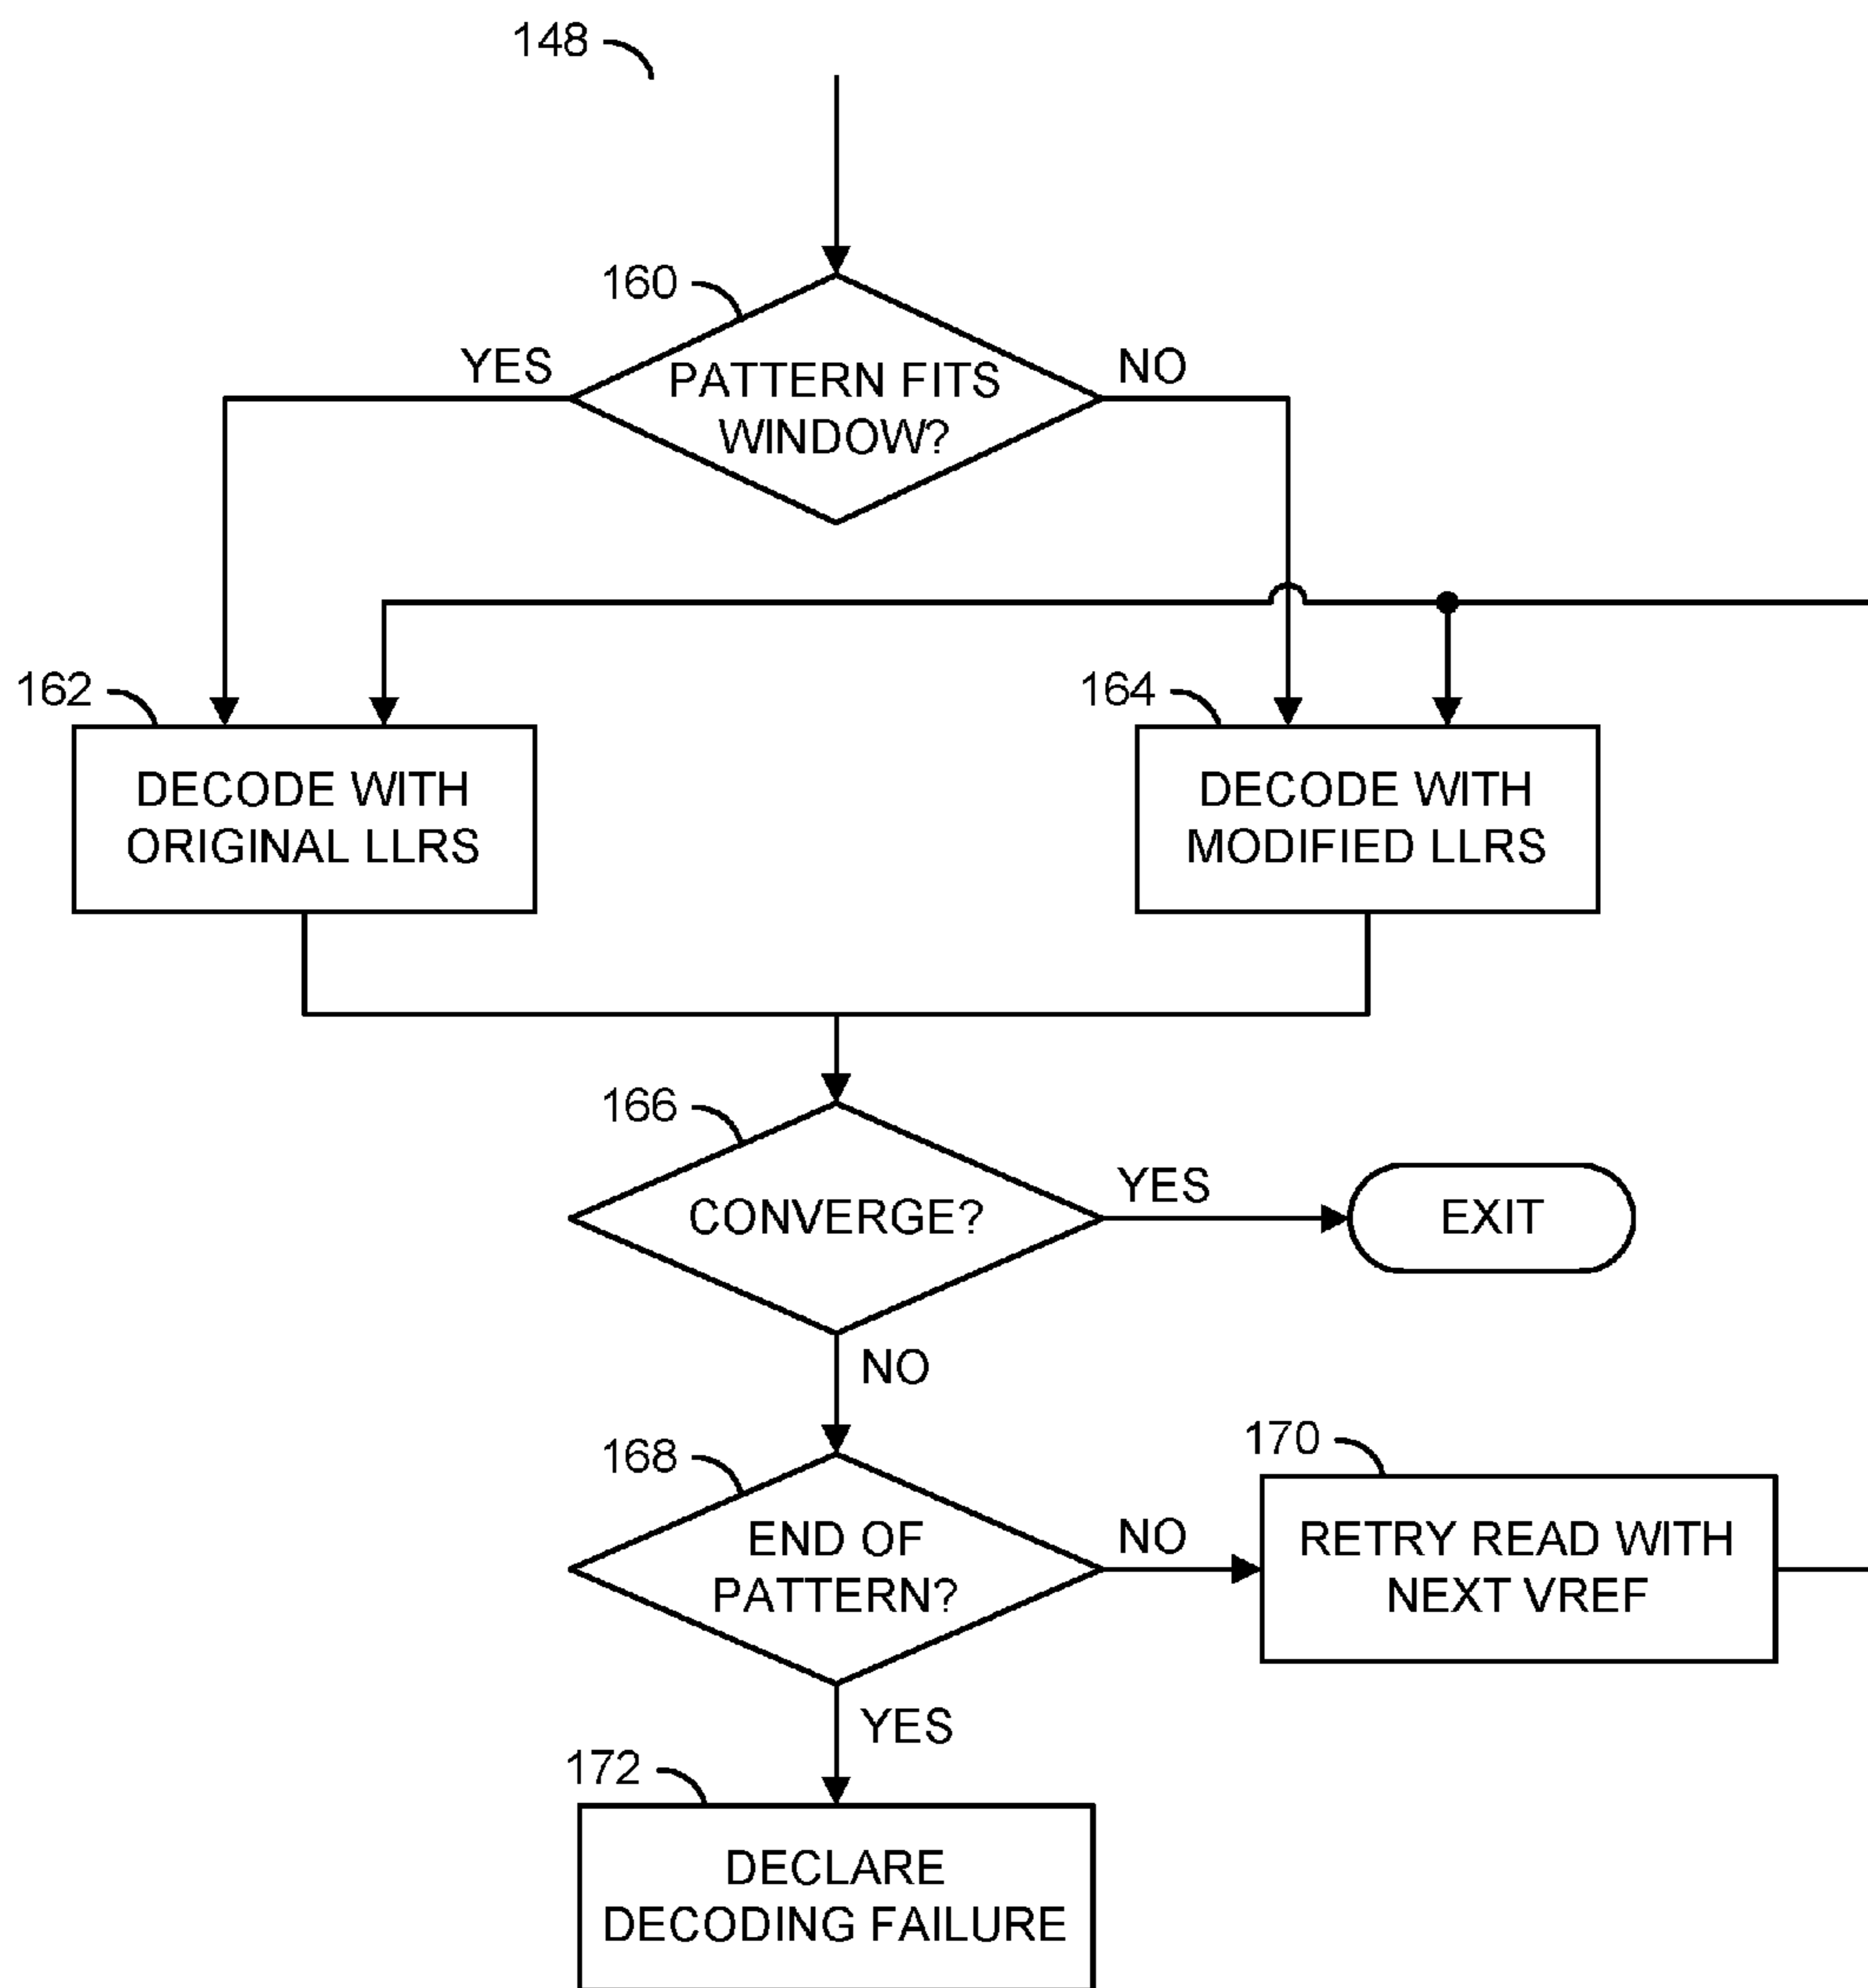 148
160
YES
PATTERN FITS
WINDOW?
NO
162
DECODE WITH
ORIGINAL LLRS
164
DECODE WITH
MODIFIED LLRS
166
CONVERGE?
YES
EXIT
NO
168
END OF
PATTERN?
NO
170
RETRY READ WITH
NEXT VREF
YES
172
DECLARE
DECODING FAILURE